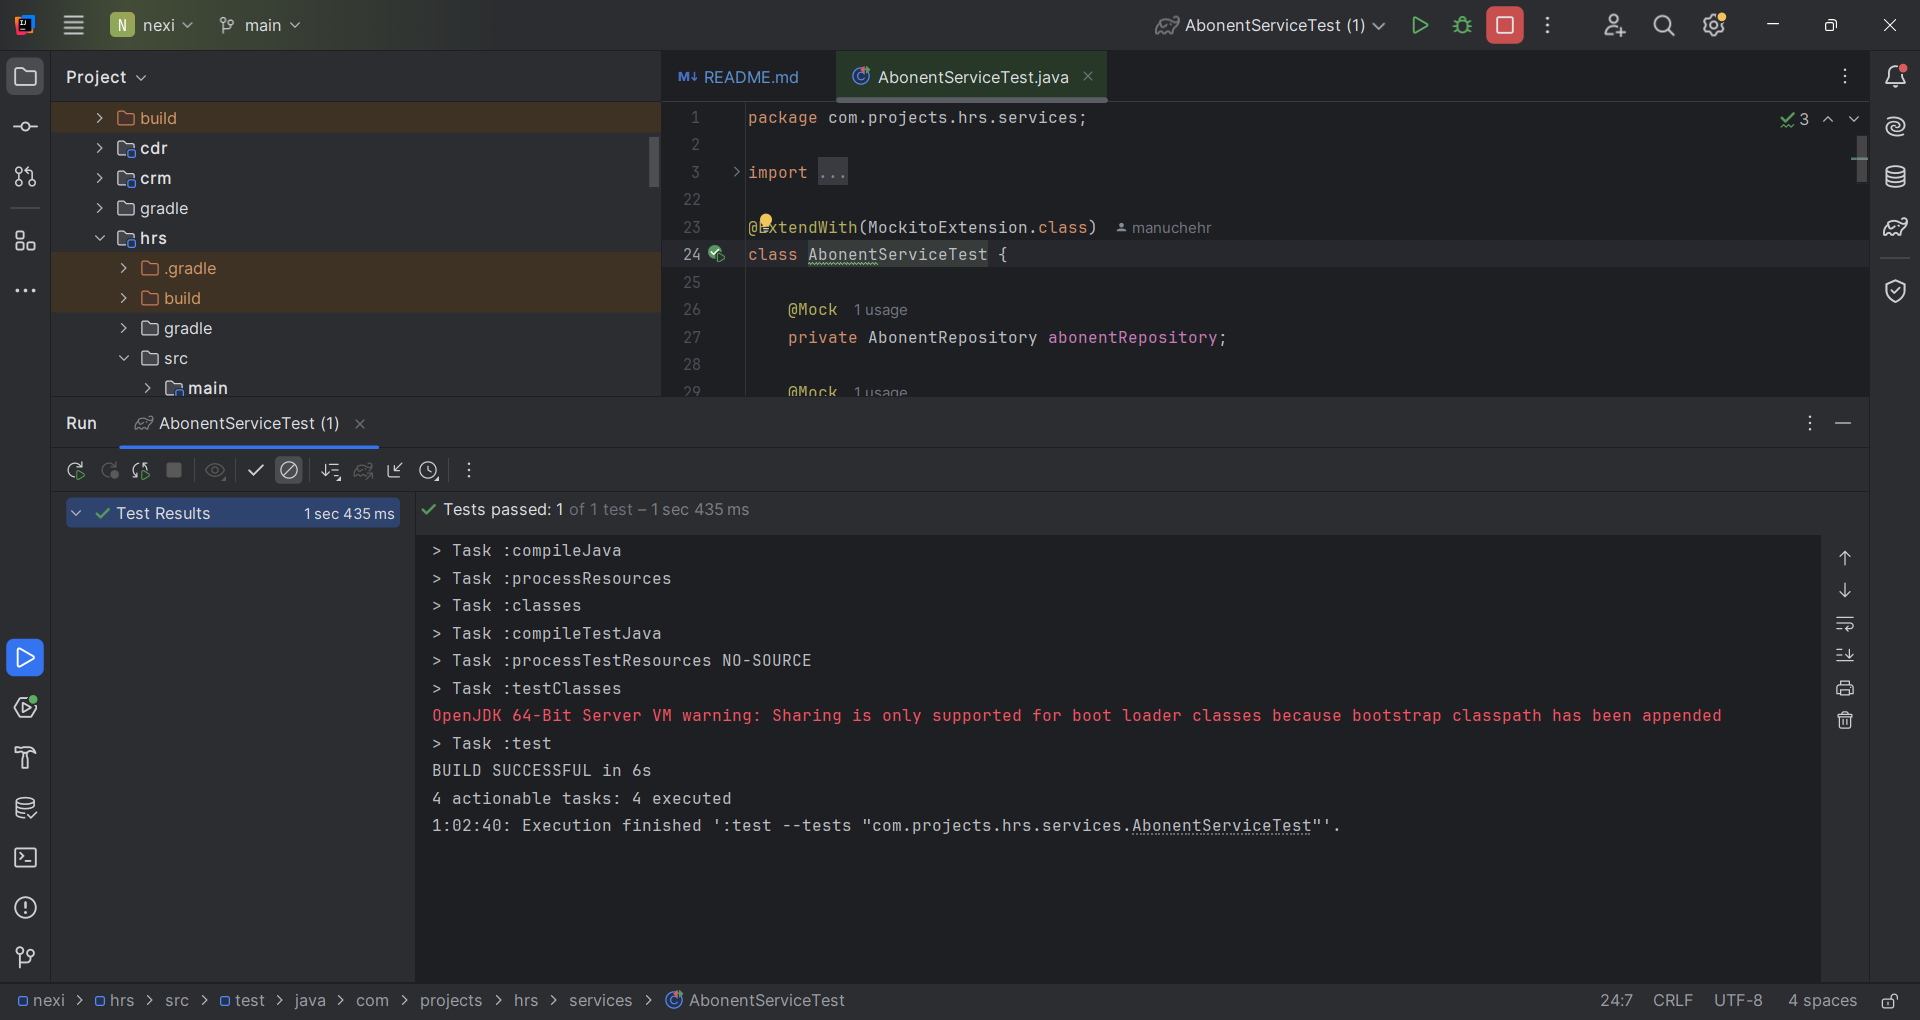 N nexi main AbonentServiceTest (1)
Project
README.md AbonentServiceTest.java
build
cdr
crm
gradle
hrs
.gradle
build
gradle
src
main
1 package com.projects.hrs.services;
2
3 import ...
22
23 @ExtendWith(MockitoExtension.class) manuchehr
24 class AbonentServiceTest {
25
26 @Mock 1 usage
27 private AbonentRepository abonentRepository;
28
29 @Mock 1 usage
3
Run AbonentServiceTest (1)
Test Results 1 sec 435 ms
Tests passed: 1 of 1 test – 1 sec 435 ms
> Task :compileJava
> Task :processResources
> Task :classes
> Task :compileTestJava
> Task :processTestResources NO-SOURCE
> Task :testClasses
OpenJDK 64-Bit Server VM warning: Sharing is only supported for boot loader classes because bootstrap classpath has been appended
> Task :test
BUILD SUCCESSFUL in 6s
4 actionable tasks: 4 executed
1:02:40: Execution finished ':test --tests "com.projects.hrs.services.AbonentServiceTest"'.
nexi > hrs > src > test > java > com > projects > hrs > services > AbonentServiceTest
24:7 CRLF UTF-8 4 spaces